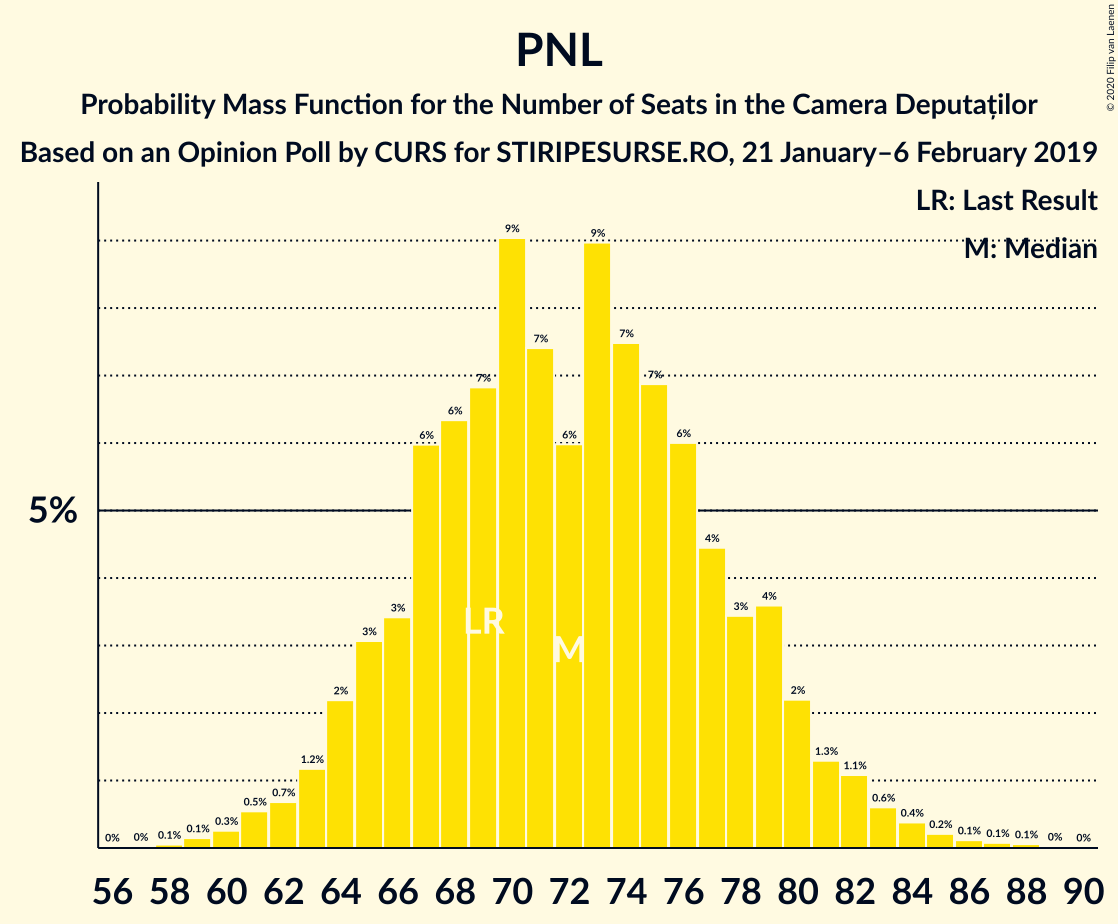 PNL
Probability Mass Function for the Number of Seats in the Camera Deputaților
Based on an Opinion Poll by CURS for STIRIPESURSE.RO, 21 January–6 February 2019
© 2020 Filip van Laenen
LR: Last Result
M: Median
5%
0% 0% 0.1% 0.1% 0.3% 0.5% 0.7% 1.2% 2% 3% 3% 6% 6% 7% 9% 7% 6% 9% 7% 7% 6% 4% 3% 4% 2% 1.3% 1.1% 0.6% 0.4% 0.2% 0.1% 0.1% 0.1% 0% 0%
LR
M
56 58 60 62 64 66 68 70 72 74 76 78 80 82 84 86 88 90